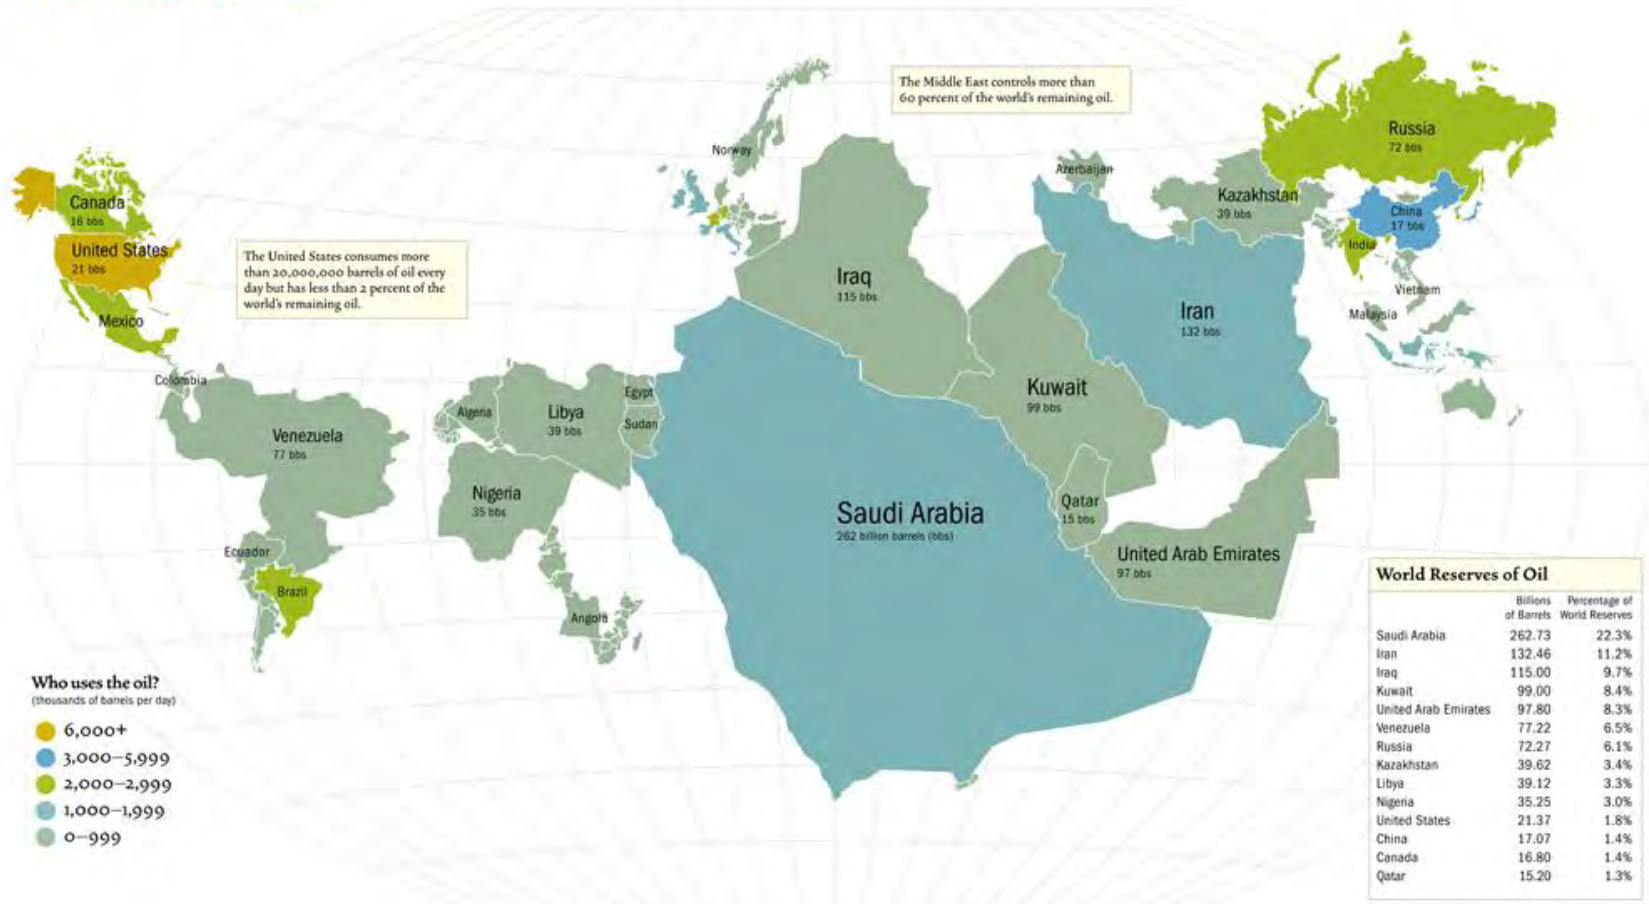 The Middle East controls more than
60 percent of the world's remaining oil.
Norway
Azerbaijan
Russia
72 bbs
Canada
16 bbs
Kazakhstan
39 bbs
China
17 bbs
India
United States
21 bbs
The United States consumes more
than 20,000,000 barrels of oil every
day but has less than 2 percent of the
world's remaining oil.
Iraq
115 bbs
Iran
132 bbs
Vietnam
Malaysia
Mexico
Colombia
Venezuela
77 bbs
Algeria
Libya
39 bbs
Egypt
Sudan
Kuwait
99 bbs
Nigeria
35 bbs
Saudi Arabia
262 billion barrels (bbs)
Qatar
15 bbs
United Arab Emirates
97 bbs
Ecuador
Brazil
Angola
Who uses the oil?
(thousands of barrels per day)
6,000+
3,000–5,999
2,000–2,999
1,000–1,999
0–999
World Reserves of Oil
Billions of Barrels Percentage of World Reserves
Saudi Arabia 262.73 22.3%
Iran 132.46 11.2%
Iraq 115.00 9.7%
Kuwait 99.00 8.4%
United Arab Emirates 97.80 8.3%
Venezuela 77.22 6.5%
Russia 72.27 6.1%
Kazakhstan 39.62 3.4%
Libya 39.12 3.3%
Nigeria 35.25 3.0%
United States 21.37 1.8%
China 17.07 1.4%
Canada 16.80 1.4%
Qatar 15.20 1.3%